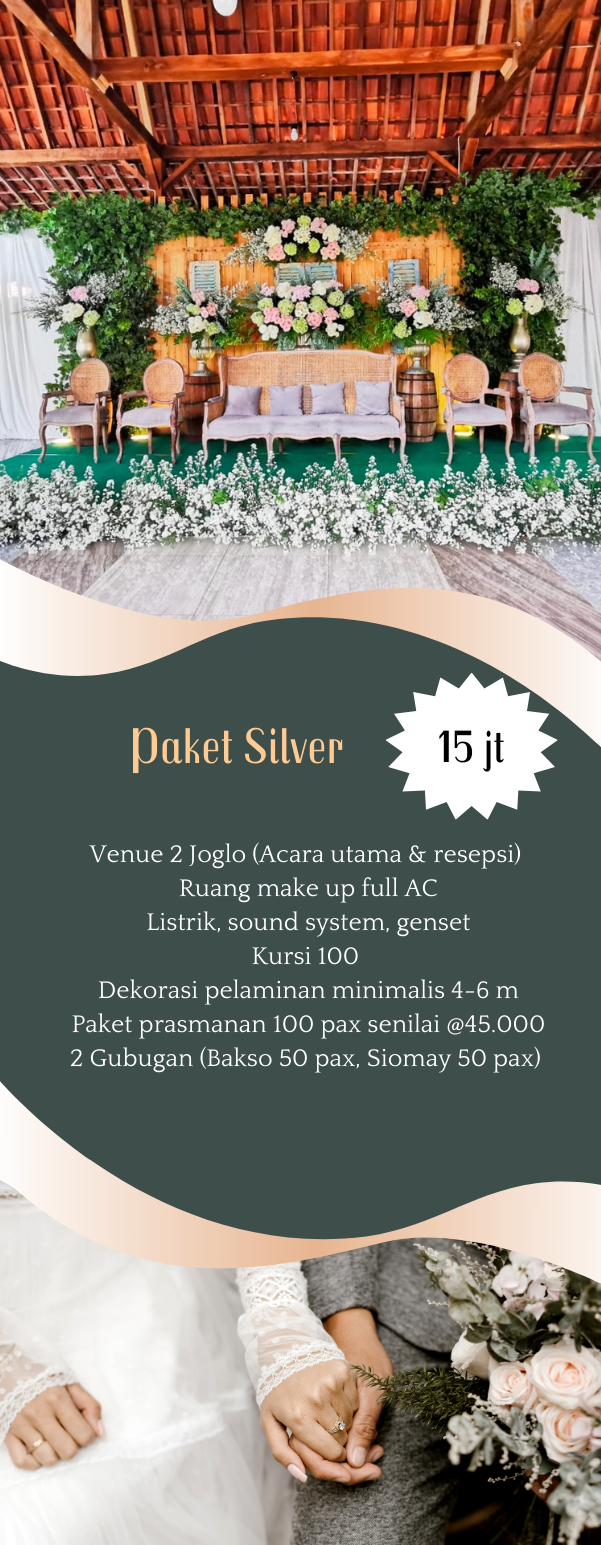 Paket Silver
15 jt
Venue 2 Joglo (Acara utama & resepsi)
Ruang make up full AC
Listrik, sound system, genset
Kursi 100
Dekorasi pelaminan minimalis 4-6 m
Paket prasmanan 100 pax senilai @45.000
2 Gubugan (Bakso 50 pax, Siomay 50 pax)